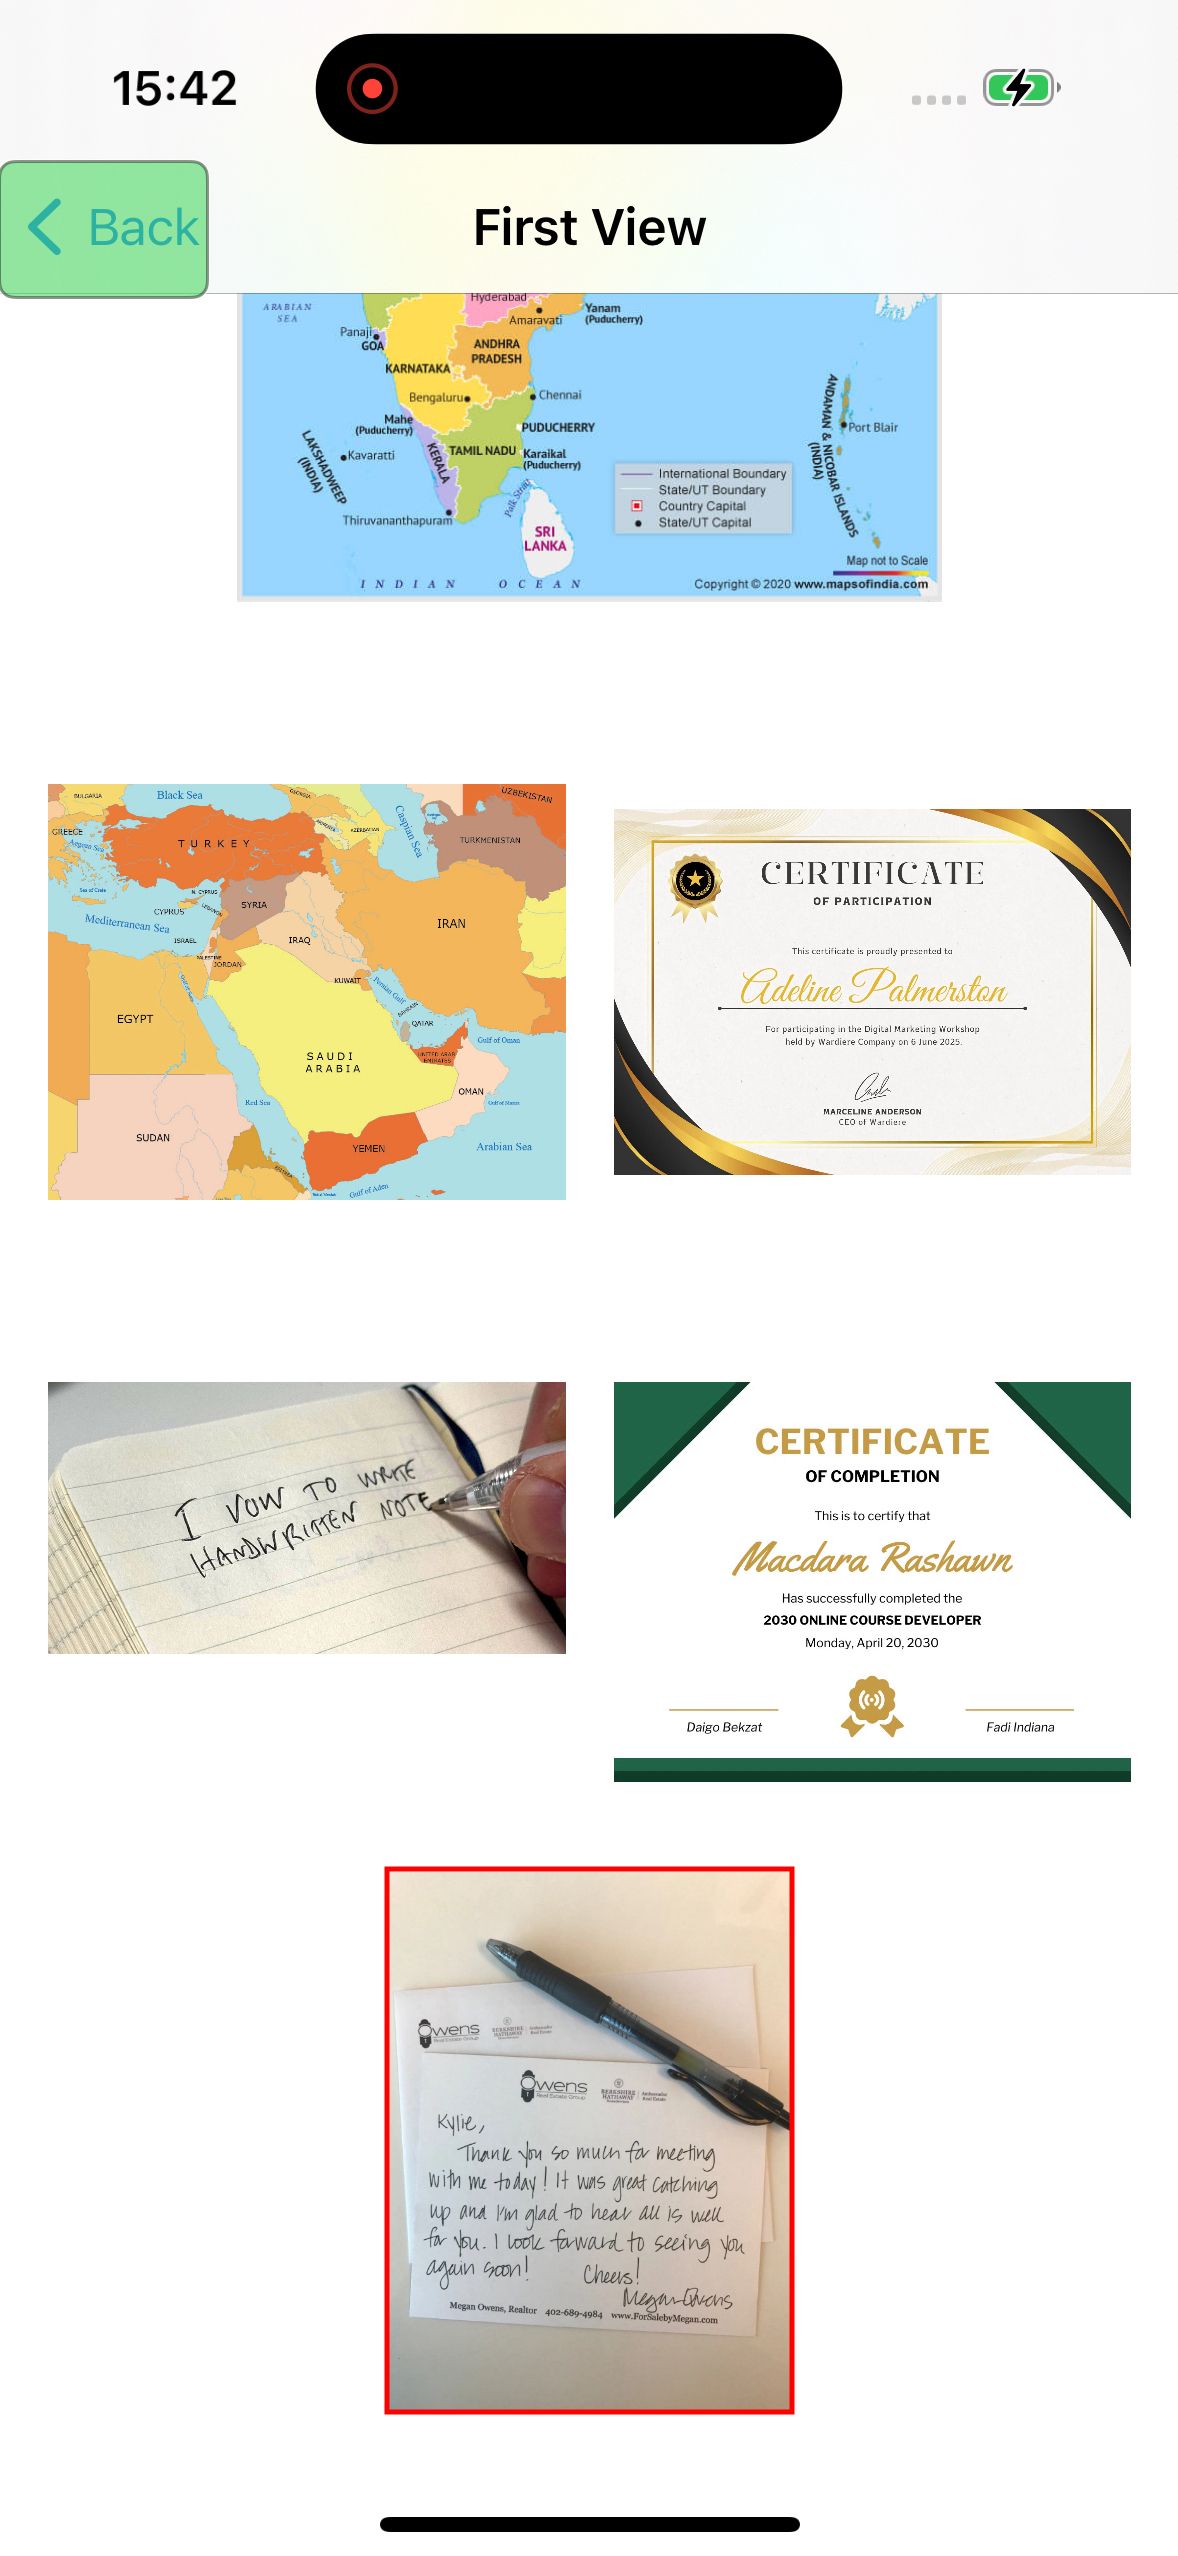 15:42
Back
First View
ARABIAN
SEA
Hyderabad
Amaravati
Yanam
(Puducherry)
Panaji
GOA
ANDHRA
PRADESH
KARNATAKA
Bengaluru
Chennai
Mahe
(Puducherry)
PUDUCHERRY
LAKSHADWEEP
(INDIA)
Kavaratti
KERALA
TAMIL NADU
Karaikal
(Puducherry)
Thiruvananthapuram
Palk Strait
SRI
LANKA
ANDAMAN & NICOBAR ISLANDS
(INDIA)
Port Blair
International Boundary
State/UT Boundary
Country Capital
State/UT Capital
Map not to Scale
INDIAN OCEAN
Copyright © 2020 www.mapsofindia.com
BULGARIA
Black Sea
GEORGIA
UZBEKISTAN
GREECE
Aegean Sea
TURKEY
ARMENIA
AZERBAIJAN
Caspian Sea
TURKMENISTAN
Sea of Crete
N. CYPRUS
CYPRUS
LEBANON
SYRIA
Mediterranean Sea
ISRAEL
PALESTINE
JORDAN
IRAQ
IRAN
KUWAIT
Persian Gulf
BAHRAIN
QATAR
EGYPT
Gulf of Oman
UNITED ARAB
EMIRATES
SAUDI
ARABIA
OMAN
Red Sea
SUDAN
YEMEN
Arabian Sea
ERITREA
Gulf of Aden
CERTIFICATE
OF PARTICIPATION
This certificate is proudly presented to
Adeline Palmerston
For participating in the Digital Marketing Workshop
held by Wardiere Company on 6 June 2025.
MARCELINE ANDERSON
CEO of Wardiere
I VOW TO WRITE
HANDWRITTEN NOTE
CERTIFICATE
OF COMPLETION
This is to certify that
Macdara Rashawn
Has successfully completed the
2030 ONLINE COURSE DEVELOPER
Monday, April 20, 2030
Daigo Bekzat
Fadi Indiana
Owens
Real Estate Group
BERKSHIRE
HATHAWAY
Owens
Real Estate Group
BERKSHIRE
HATHAWAY
HomeServices
Ambassador
Real Estate
Kylie,
Thank you so much for meeting
with me today! It was great catching
up and I'm glad to hear all is well
for you. I look forward to seeing you
again soon! Cheers!
Megan Owens
Megan Owens, Realtor 402-689-4984 www.ForSalebyMegan.com